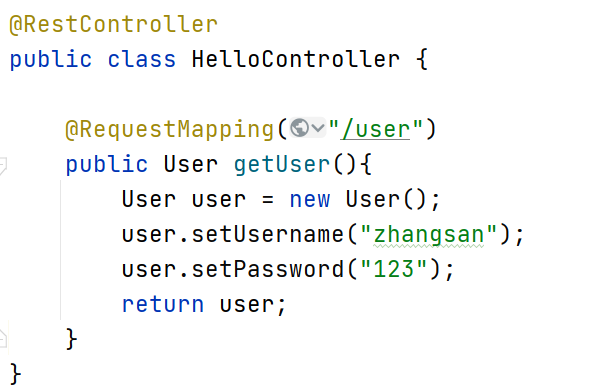 @RestController
public class HelloController {
@RequestMapping("/user")
public User getUser(){
User user = new User();
user.setUsername("zhangsan");
user.setPassword("123");
return user;
}
}